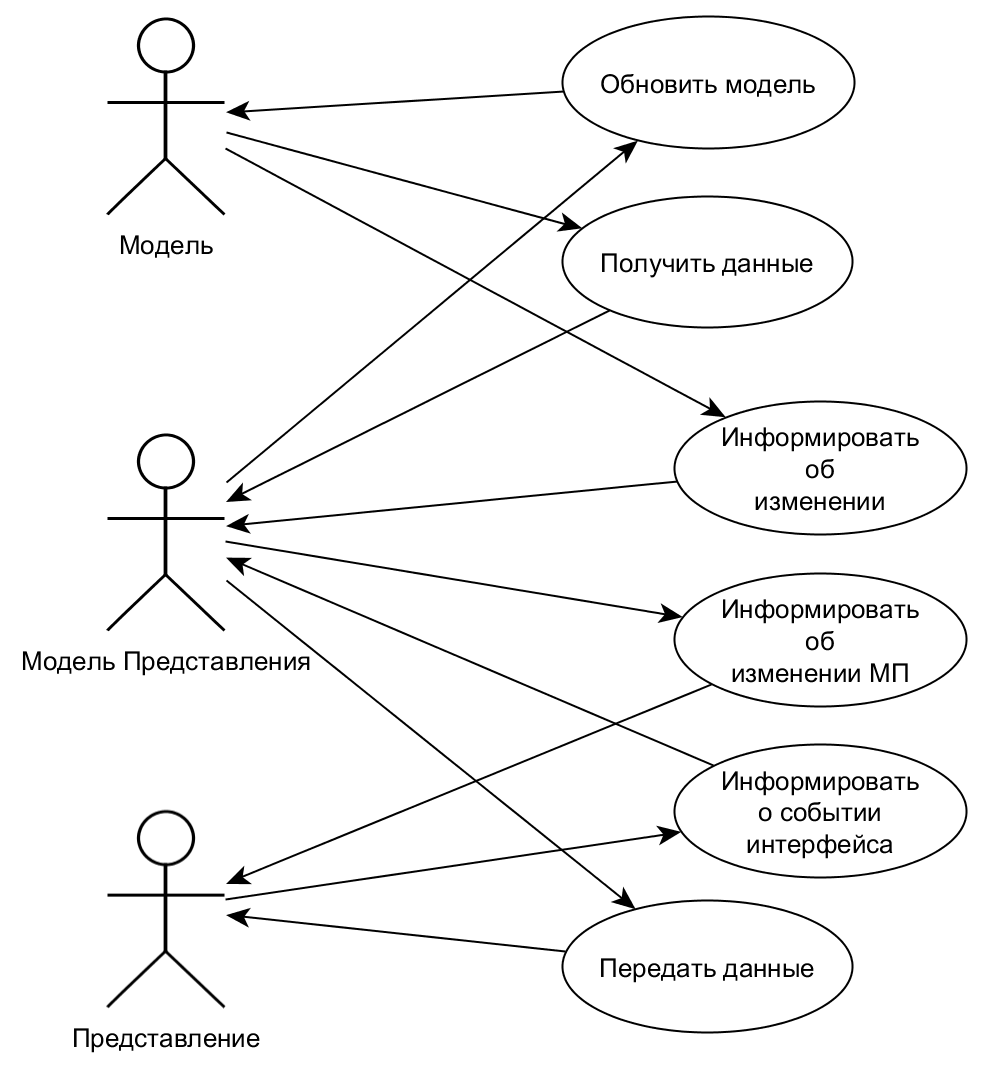 Обновить модель
Модель
Получить данные
Информировать
об
изменении
Модель Представления
Информировать
об
изменении МП
Информировать
о событии
интерфейса
Передать данные
Представление